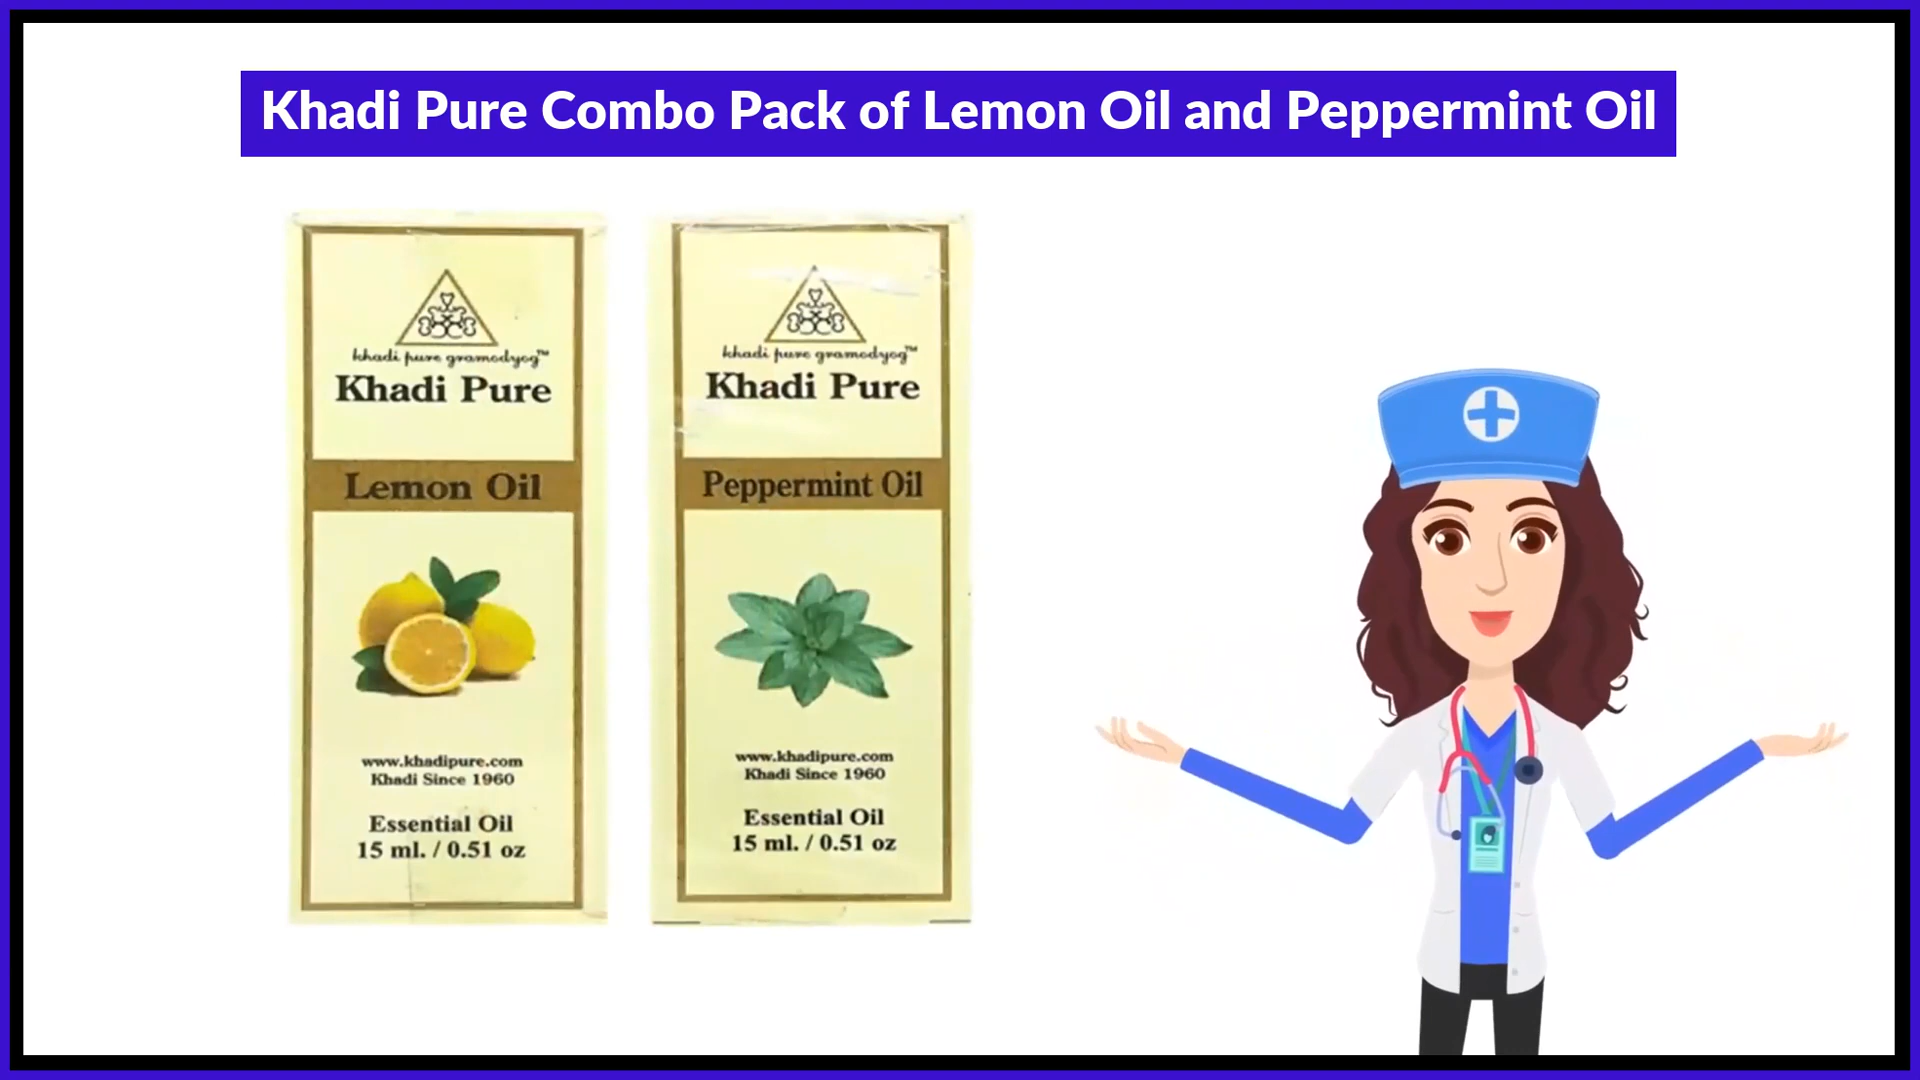 Khadi Pure Combo Pack of Lemon Oil and Peppermint Oil
khadi pure gramodyog™
Khadi Pure
Lemon Oil
www.khadipure.com
Khadi Since 1960
Essential Oil
15 ml. / 0.51 oz
khadi pure gramodyog™
Khadi Pure
Peppermint Oil
www.khadipure.com
Khadi Since 1960
Essential Oil
15 ml. / 0.51 oz